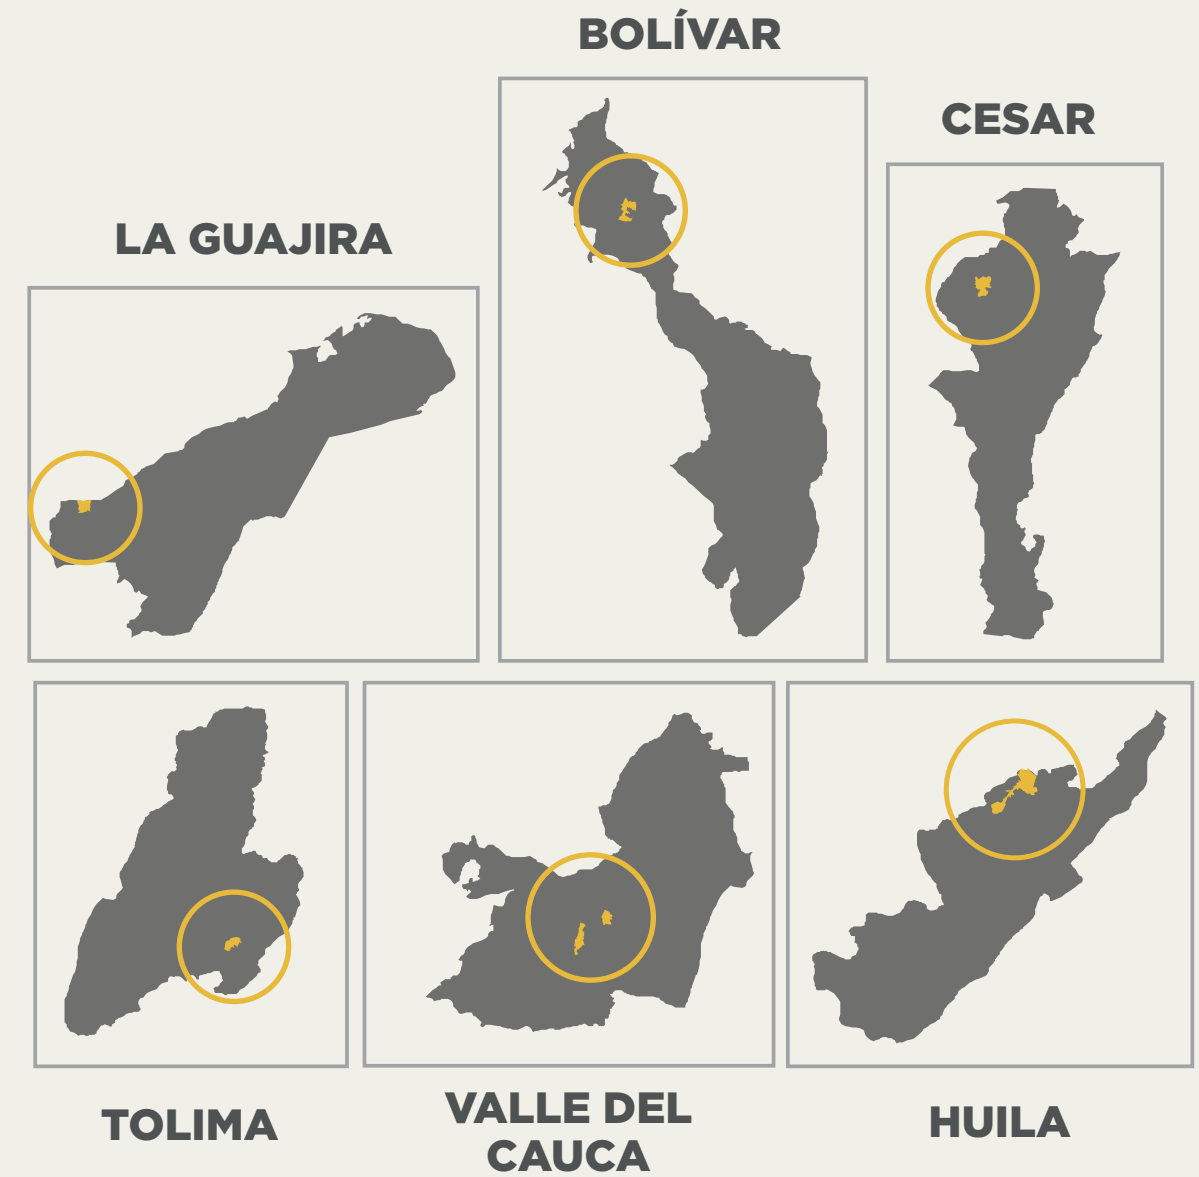 BOLÍVAR
CESAR
LA GUAJIRA
TOLIMA
VALLE DEL
CAUCA
HUILA